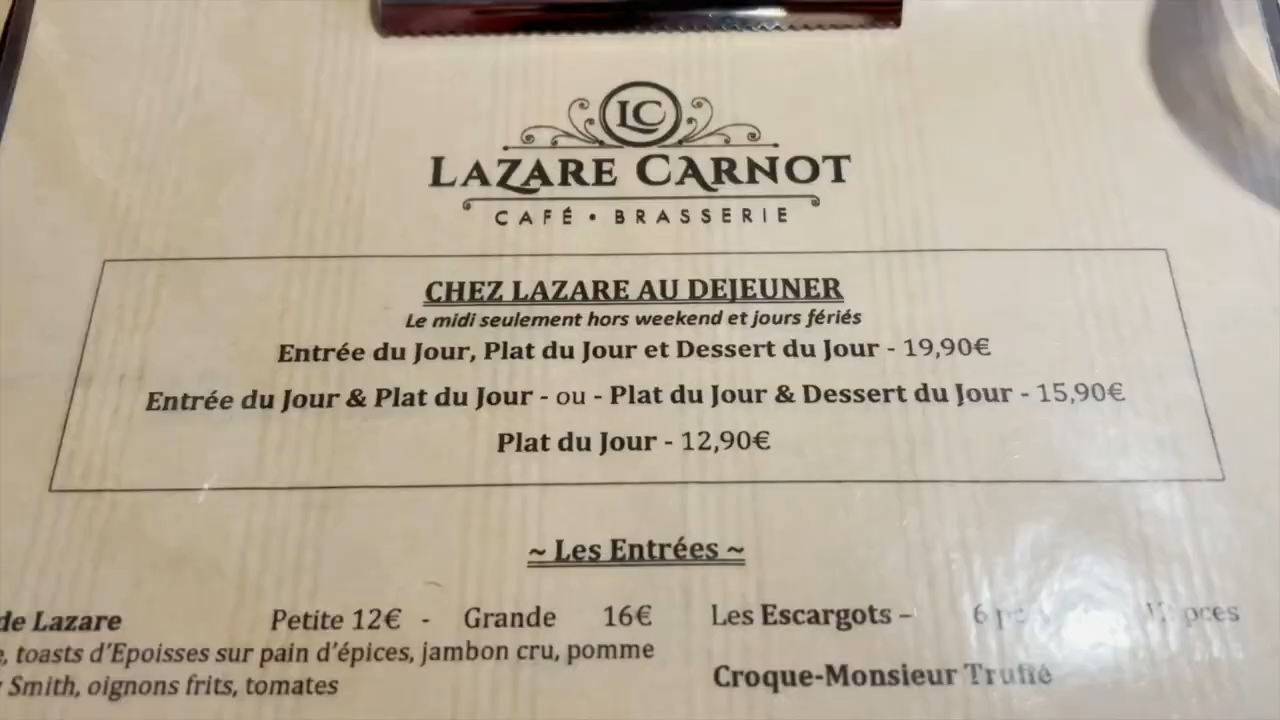 LC
LAZARE CARNOT
CAFÉ • BRASSERIE
CHEZ LAZARE AU DEJEUNER
Le midi seulement hors weekend et jours fériés
Entrée du Jour, Plat du Jour et Dessert du Jour - 19,90€
Entrée du Jour & Plat du Jour - ou - Plat du Jour & Dessert du Jour - 15,90€
Plat du Jour - 12,90€
~ Les Entrées ~
de Lazare Petite 12€ - Grande 16€
, toasts d'Epoisses sur pain d'épices, jambon cru, pomme
Smith, oignons frits, tomates
Les Escargots – 6 pces
Croque-Monsieur Truffé